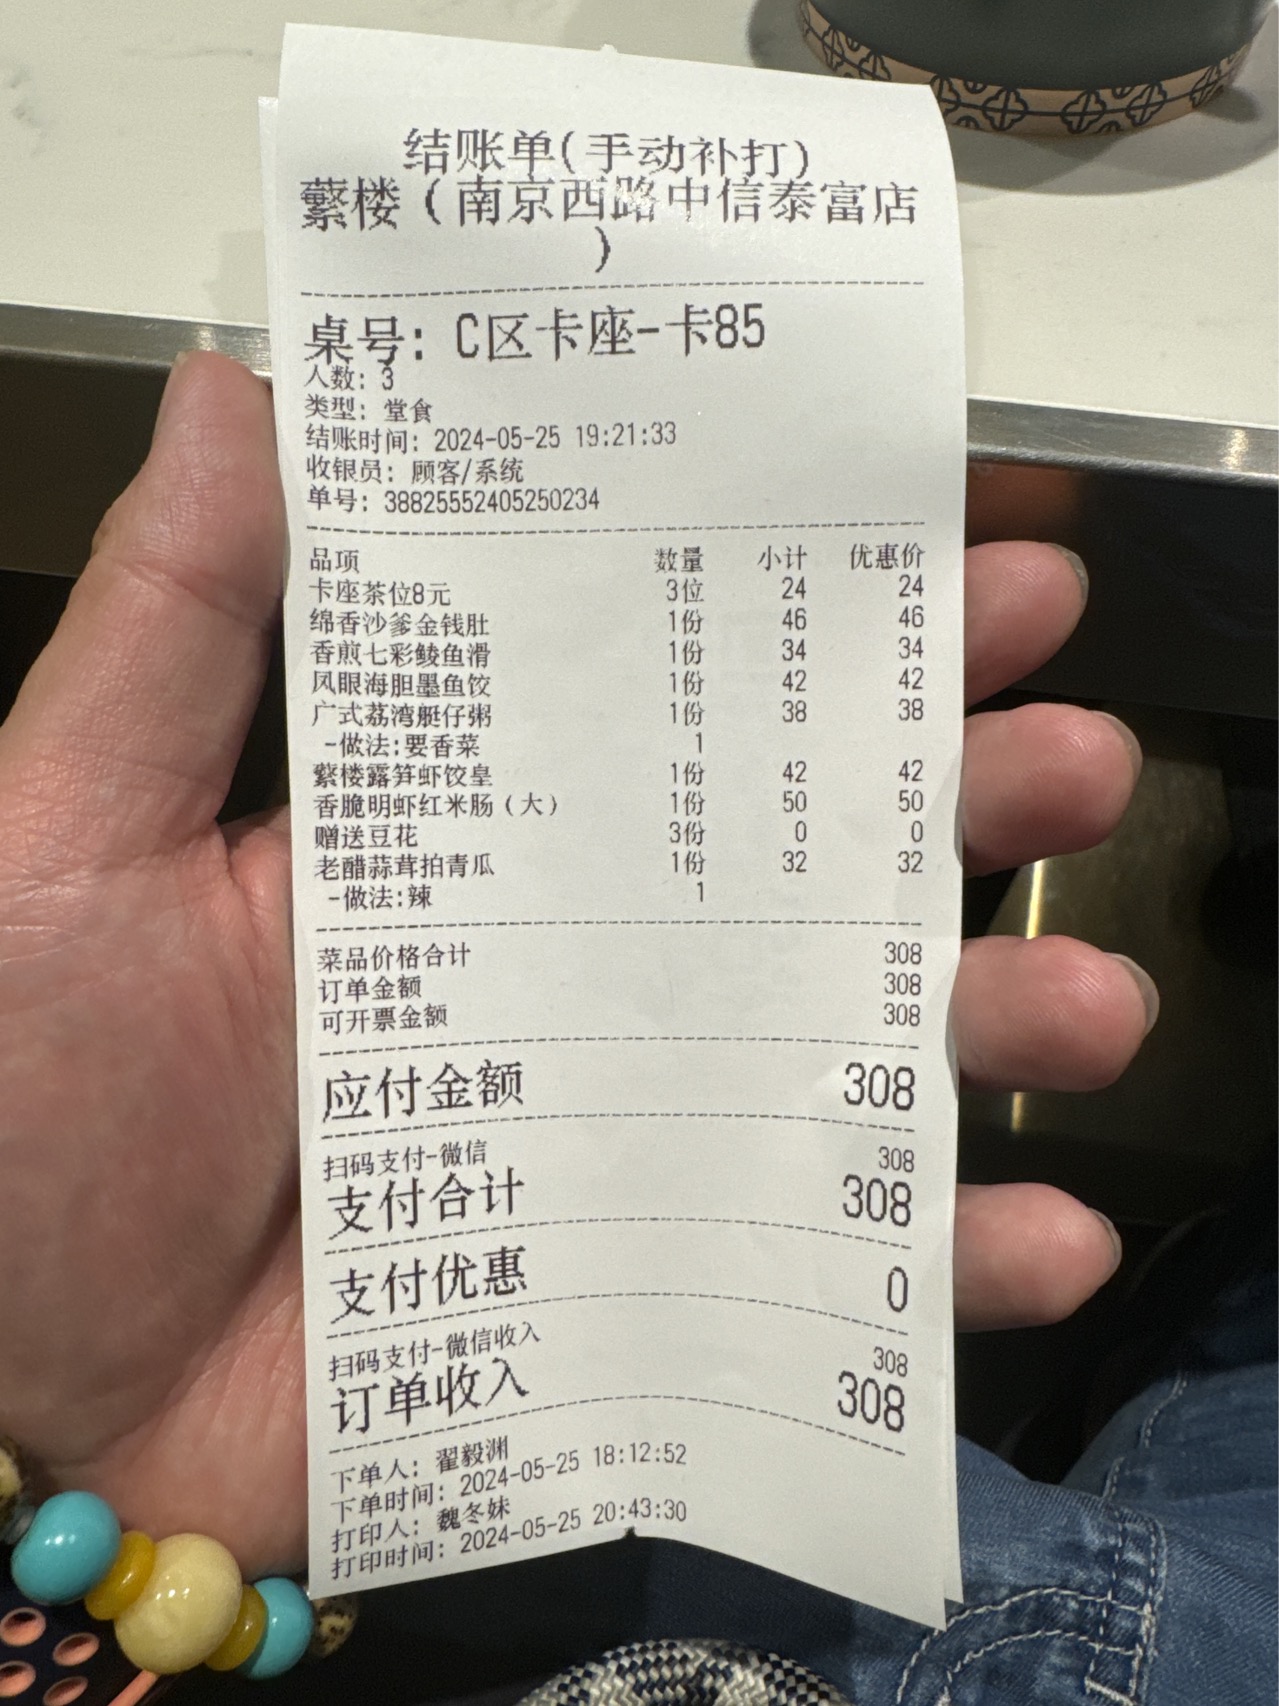 结账单(手动补打)
蘩楼（南京西路中信泰富店
）
桌号: C区卡座-卡85
人数: 3
类型: 堂食
结账时间: 2024-05-25 19:21:33
收银员: 顾客/系统
单号: 38825552405250234
品项 数量 小计 优惠价
卡座茶位8元 3位 24 24
绵香沙爹金钱肚 1份 46 46
香煎七彩鲮鱼滑 1份 34 34
凤眼海胆墨鱼饺 1份 42 42
广式荔湾艇仔粥 1份 38 38
-做法:要香菜 1
蘩楼露笋虾饺皇 1份 42 42
香脆明虾红米肠（大） 1份 50 50
赠送豆花 3份 0 0
老醋蒜茸拍青瓜 1份 32 32
-做法:辣 1
菜品价格合计 308
订单金额 308
可开票金额 308
应付金额 308
扫码支付-微信 308
支付合计 308
支付优惠 0
扫码支付-微信收入 308
订单收入 308
下单人: 翟毅渊
下单时间: 2024-05-25 18:12:52
打印人: 魏冬妹
打印时间: 2024-05-25 20:43:30